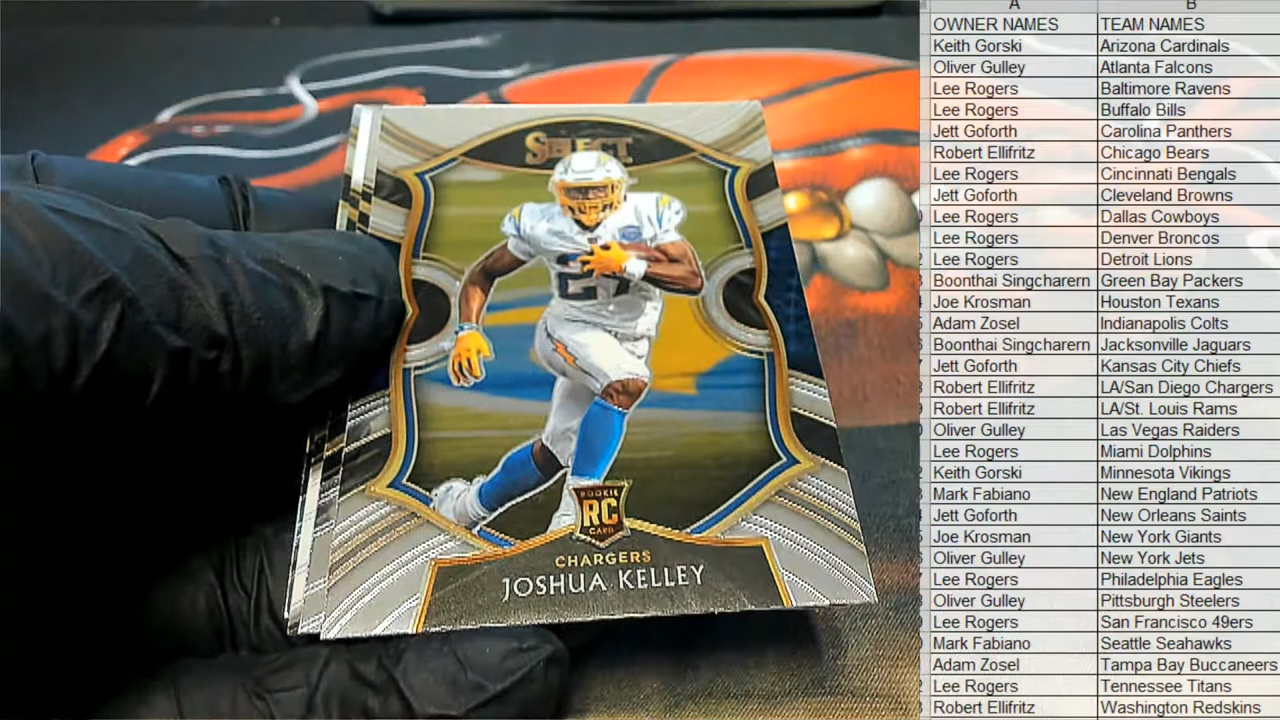 SELECT
27
ROOKIE
RC
CARD
CHARGERS
JOSHUA KELLEY
A B
OWNER NAMES TEAM NAMES
Keith Gorski Arizona Cardinals
Oliver Gulley Atlanta Falcons
Lee Rogers Baltimore Ravens
Lee Rogers Buffalo Bills
Jett Goforth Carolina Panthers
Robert Ellifritz Chicago Bears
Lee Rogers Cincinnati Bengals
Jett Goforth Cleveland Browns
Lee Rogers Dallas Cowboys
Lee Rogers Denver Broncos
Lee Rogers Detroit Lions
Boonthai Singcharern Green Bay Packers
Joe Krosman Houston Texans
Adam Zosel Indianapolis Colts
Boonthai Singcharern Jacksonville Jaguars
Jett Goforth Kansas City Chiefs
Robert Ellifritz LA/San Diego Chargers
Robert Ellifritz LA/St. Louis Rams
Oliver Gulley Las Vegas Raiders
Lee Rogers Miami Dolphins
Keith Gorski Minnesota Vikings
Mark Fabiano New England Patriots
Jett Goforth New Orleans Saints
Joe Krosman New York Giants
Oliver Gulley New York Jets
Lee Rogers Philadelphia Eagles
Oliver Gulley Pittsburgh Steelers
Lee Rogers San Francisco 49ers
Mark Fabiano Seattle Seahawks
Adam Zosel Tampa Bay Buccaneers
Lee Rogers Tennessee Titans
Robert Ellifritz Washington Redskins